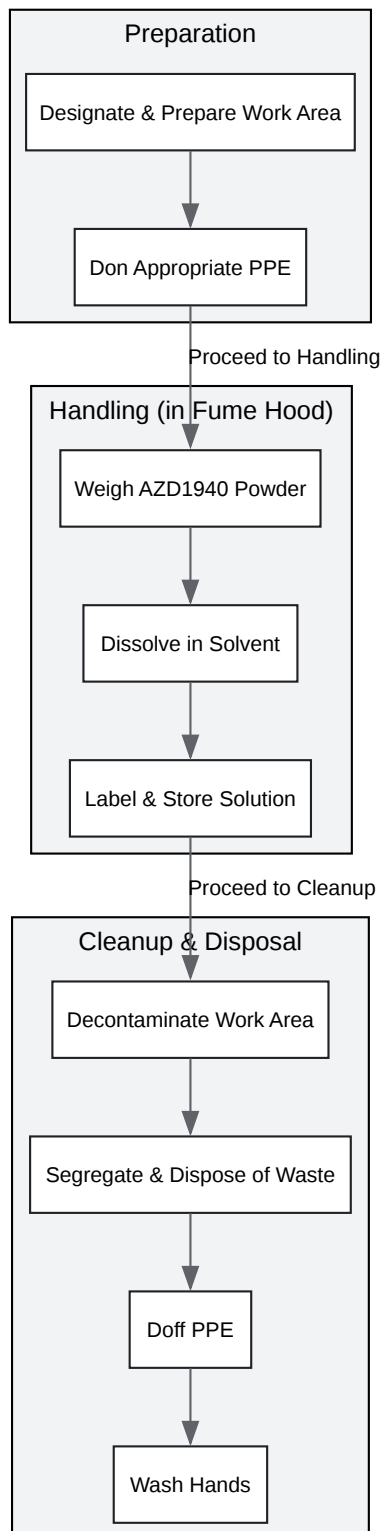 Preparation
Designate & Prepare Work Area
Don Appropriate PPE
Proceed to Handling
Handling (in Fume Hood)
Weigh AZD1940 Powder
Dissolve in Solvent
Label & Store Solution
Proceed to Cleanup
Cleanup & Disposal
Decontaminate Work Area
Segregate & Dispose of Waste
Doff PPE
Wash Hands